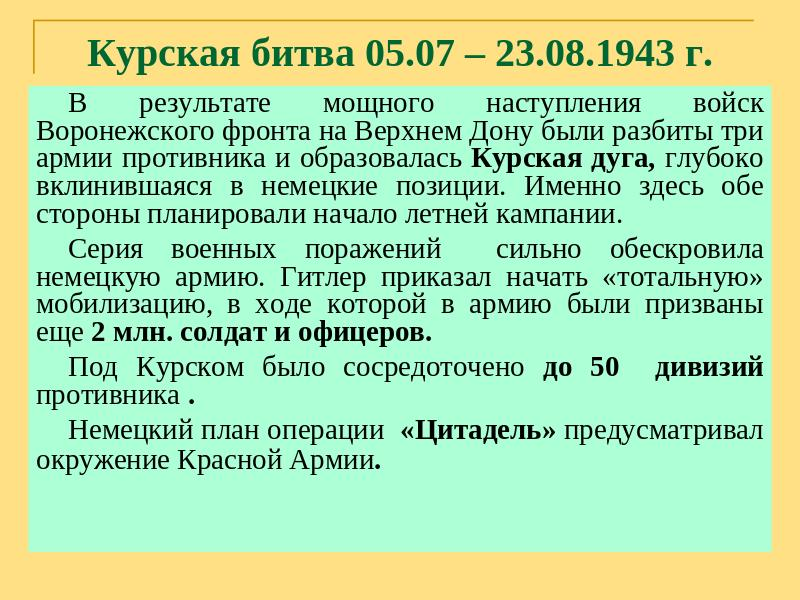 Курская битва 05.07 – 23.08.1943 г.
В результате мощного наступления войск
Воронежского фронта на Верхнем Дону были разбиты три
армии противника и образовалась Курская дуга, глубоко
вклинившаяся в немецкие позиции. Именно здесь обе
стороны планировали начало летней кампании.
Серия военных поражений сильно обескровила
немецкую армию. Гитлер приказал начать «тотальную»
мобилизацию, в ходе которой в армию были призваны
еще 2 млн. солдат и офицеров.
Под Курском было сосредоточено до 50 дивизий
противника .
Немецкий план операции «Цитадель» предусматривал
окружение Красной Армии.